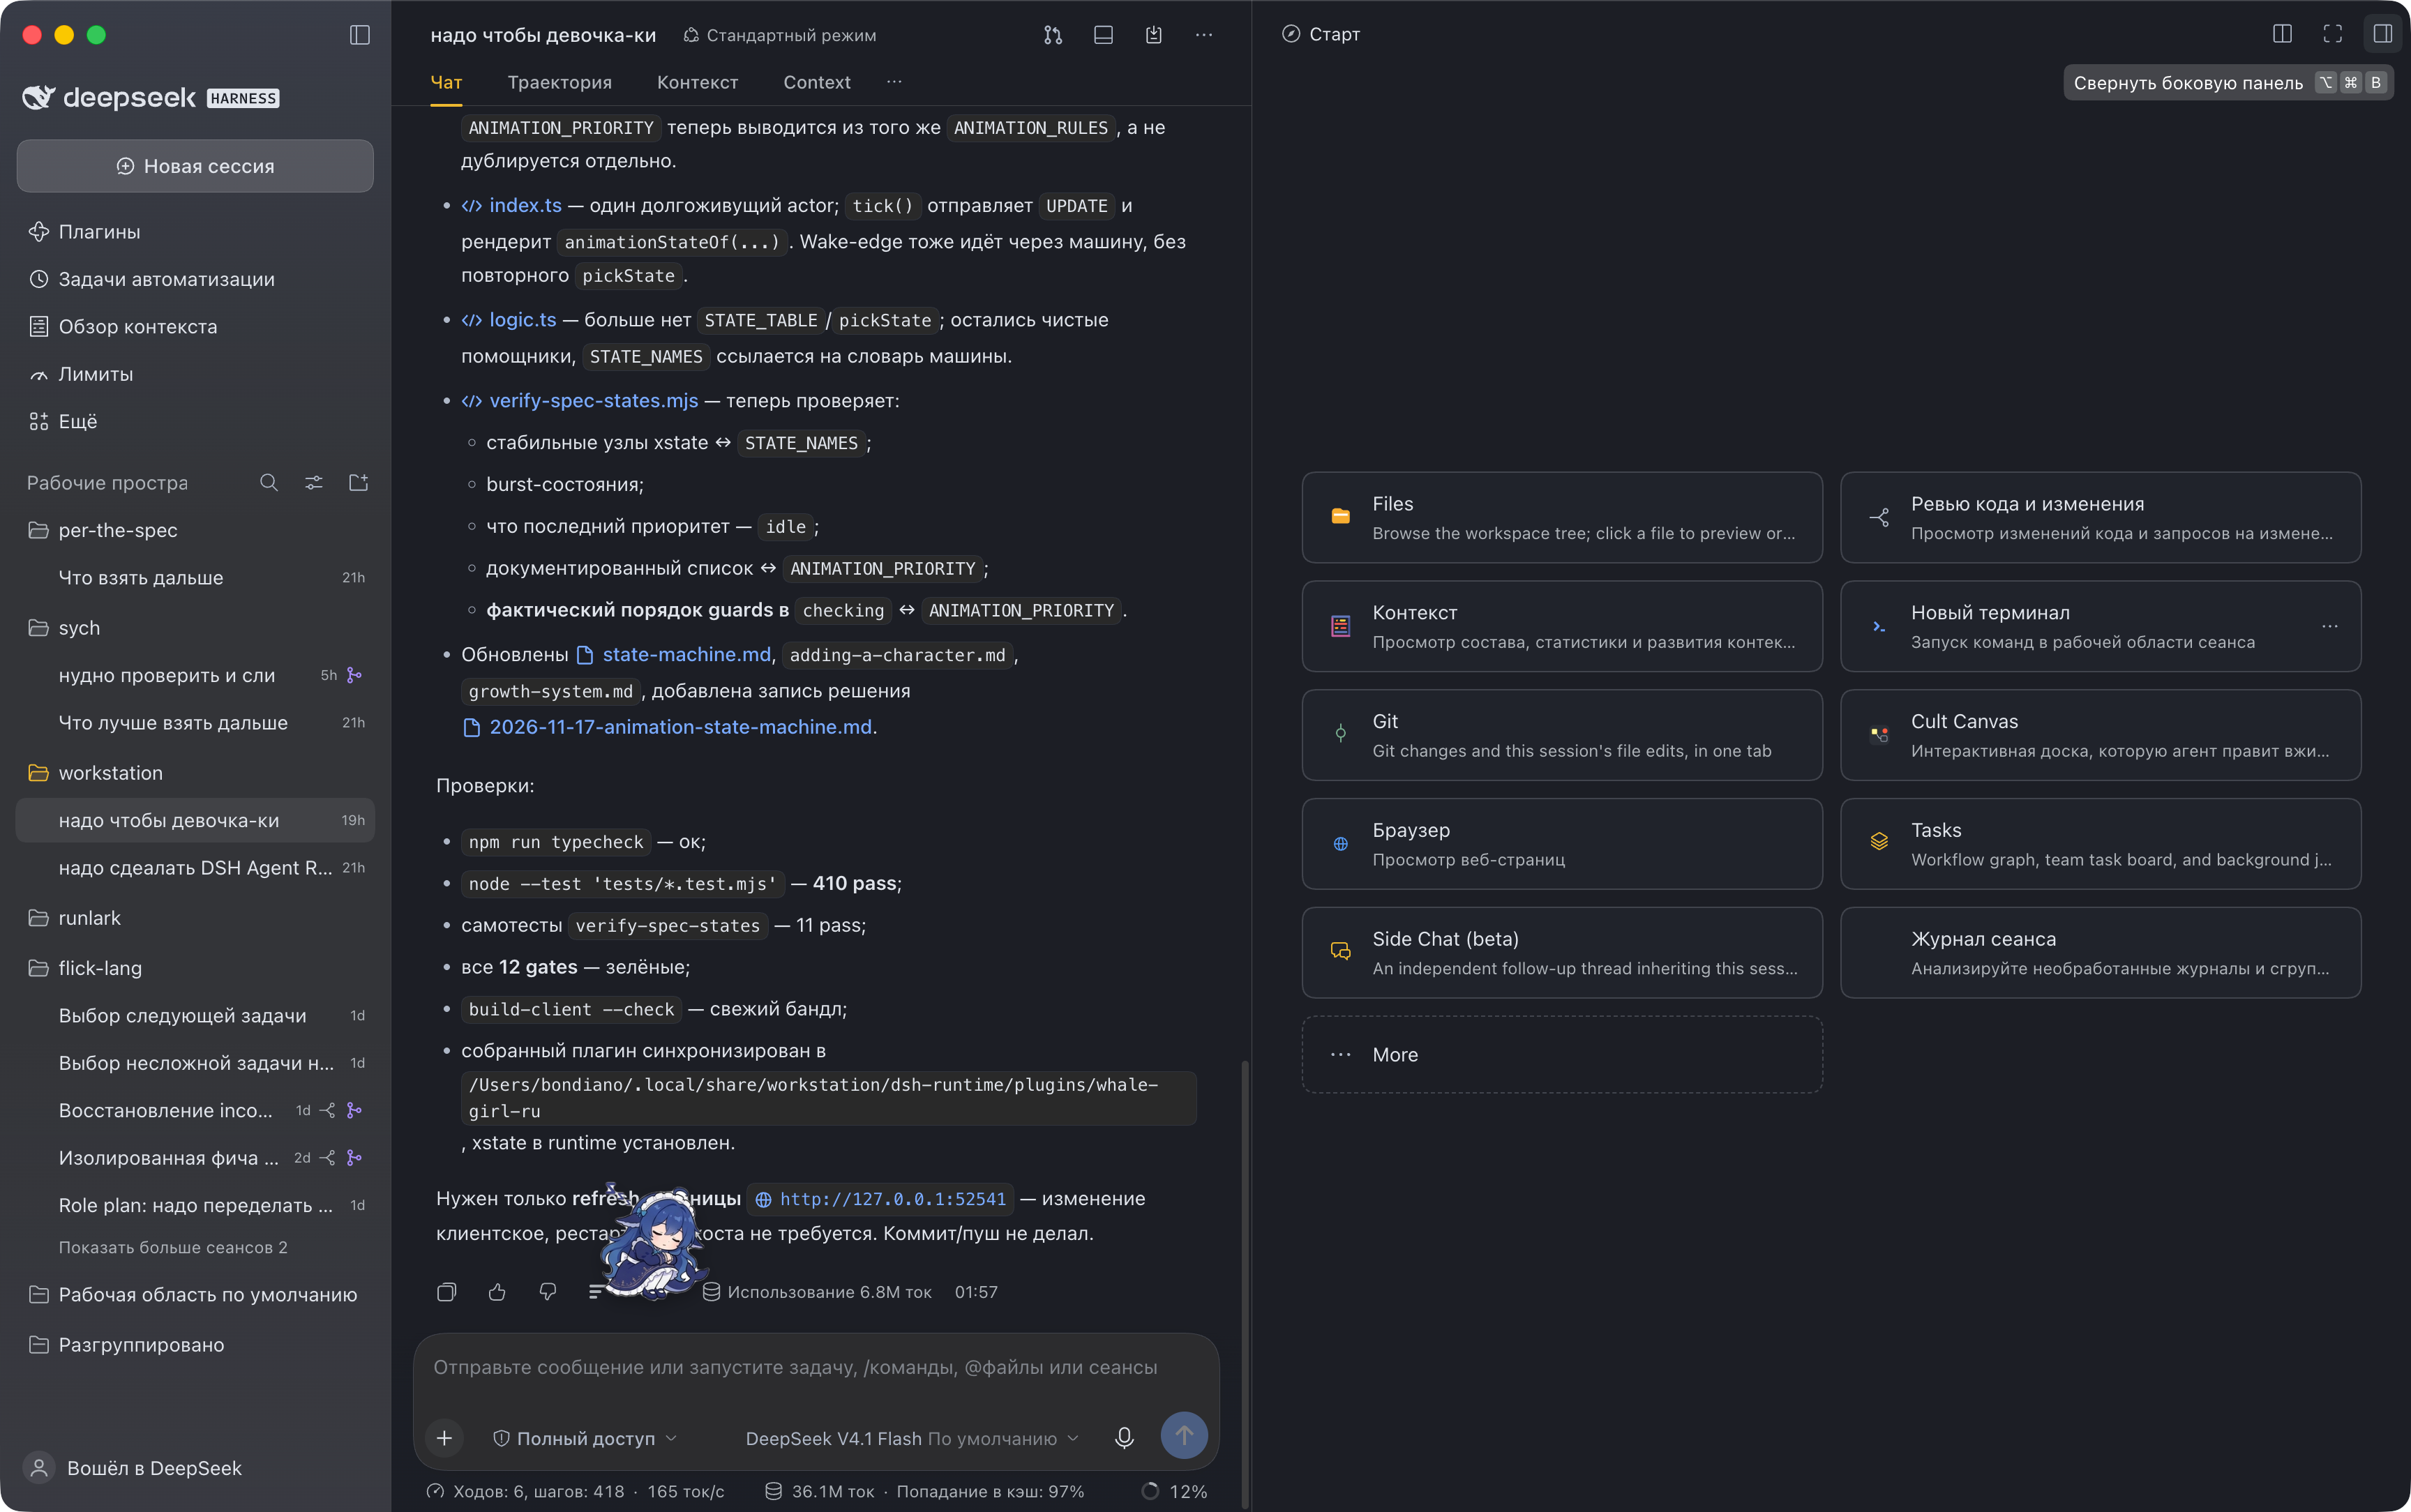 deepseek HARNESS
Новая сессия
Плагины
Задачи автоматизации
Обзор контекста
Лимиты
Ещё
Рабочие простра
per-the-spec
Что взять дальше 21h
sych
нудно проверить и сли 5h
Что лучше взять дальше 21h
workstation
надо чтобы девочка-ки 19h
надо сдеалать DSH Agent R... 21h
runlark
flick-lang
Выбор следующей задачи 1d
Выбор несложной задачи н... 1d
Восстановление inco... 1d
Изолированная фича ... 2d
Role plan: надо переделать ... 1d
Показать больше сеансов 2
Рабочая область по умолчанию
Разгруппировано
Вошёл в DeepSeek
надо чтобы девочка-ки Стандартный режим
Чат Траектория Контекст Context
ANIMATION_PRIORITY теперь выводится из того же ANIMATION_RULES, а не
дублируется отдельно.
index.ts — один долгоживущий actor; tick() отправляет UPDATE и
рендерит animationStateOf(...). Wake-edge тоже идёт через машину, без
повторного pickState.
logic.ts — больше нет STATE_TABLE/pickState; остались чистые
помощники, STATE_NAMES ссылается на словарь машины.
verify-spec-states.mjs — теперь проверяет:
стабильные узлы xstate ↔ STATE_NAMES;
burst-состояния;
что последний приоритет — idle;
документированный список ↔ ANIMATION_PRIORITY;
фактический порядок guards в checking ↔ ANIMATION_PRIORITY.
Обновлены state-machine.md, adding-a-character.md,
growth-system.md, добавлена запись решения
2026-11-17-animation-state-machine.md.
Проверки:
npm run typecheck — ок;
node --test 'tests/*.test.mjs' — 410 pass;
самотесты verify-spec-states — 11 pass;
все 12 gates — зелёные;
build-client --check — свежий бандл;
собранный плагин синхронизирован в
/Users/bondiano/.local/share/workstation/dsh-runtime/plugins/whale-
girl-ru
, xstate в runtime установлен.
Нужен только refresh ницы http://127.0.0.1:52541 — изменение
клиентское, рестарт коста не требуется. Коммит/пуш не делал.
Использование 6.8M ток 01:57
Отправьте сообщение или запустите задачу, /команды, @файлы или сеансы
Полный доступ DeepSeek V4.1 Flash По умолчанию
Ходов: 6, шагов: 418 · 165 ток/с 36.1M ток · Попадание в кэш: 97% 12%
Старт
Свернуть боковую панель ⌥ ⌘ B
Files
Browse the workspace tree; click a file to preview or...
Ревью кода и изменения
Просмотр изменений кода и запросов на измене...
Контекст
Просмотр состава, статистики и развития контек...
Новый терминал
Запуск команд в рабочей области сеанса
Git
Git changes and this session's file edits, in one tab
Cult Canvas
Интерактивная доска, которую агент правит вжи...
Браузер
Просмотр веб-страниц
Tasks
Workflow graph, team task board, and background j...
Side Chat (beta)
An independent follow-up thread inheriting this sess...
Журнал сеанса
Анализируйте необработанные журналы и сгруп...
More